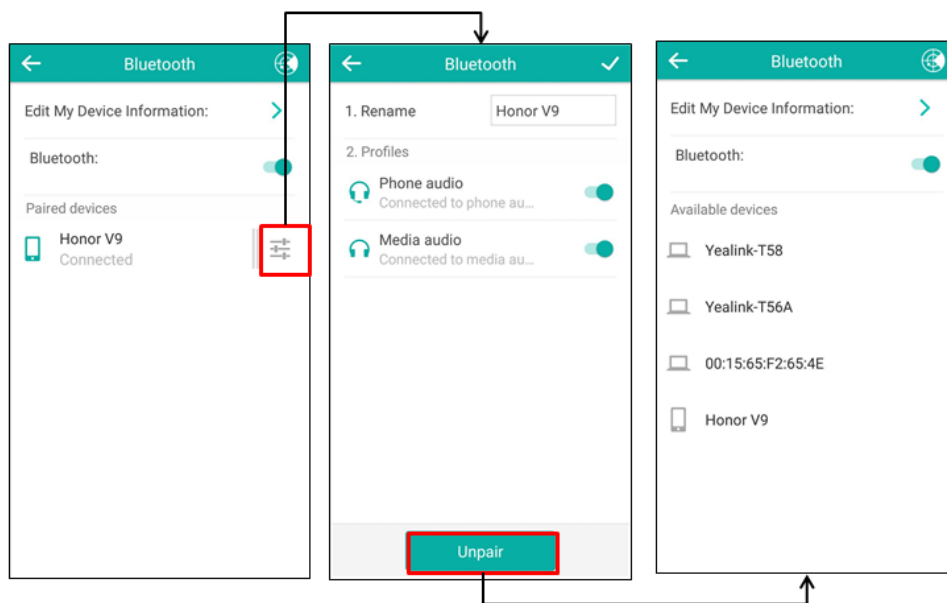 Bluetooth
Edit My Device Information:
Bluetooth:
Paired devices
Honor V9
Connected
Bluetooth
1. Rename
Honor V9
2. Profiles
Phone audio
Connected to phone au...
Media audio
Connected to media au...
Unpair
Bluetooth
Edit My Device Information:
Bluetooth:
Available devices
Yealink-T58
Yealink-T56A
00:15:65:F2:65:4E
Honor V9